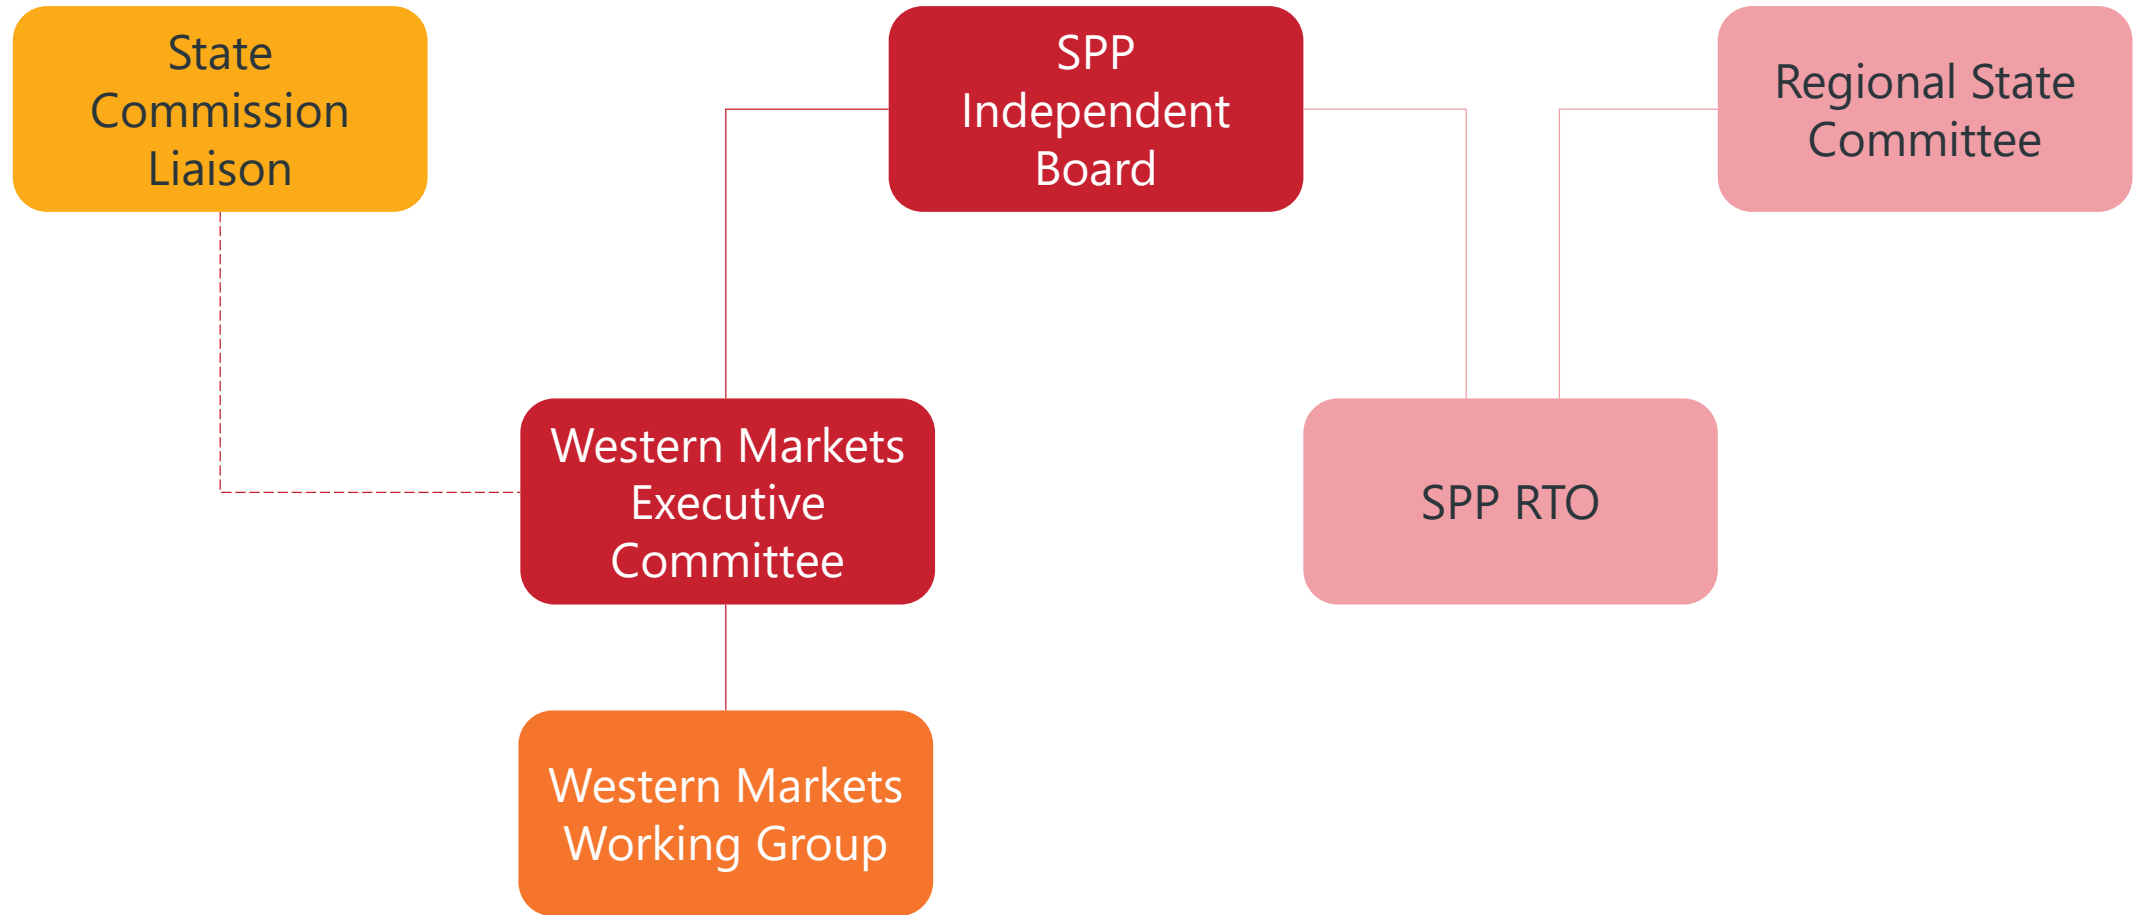 State
Commission
Liaison
SPP
Independent
Board
Regional State
Committee
Western Markets
Executive
Committee
SPP RTO
Western Markets
Working Group